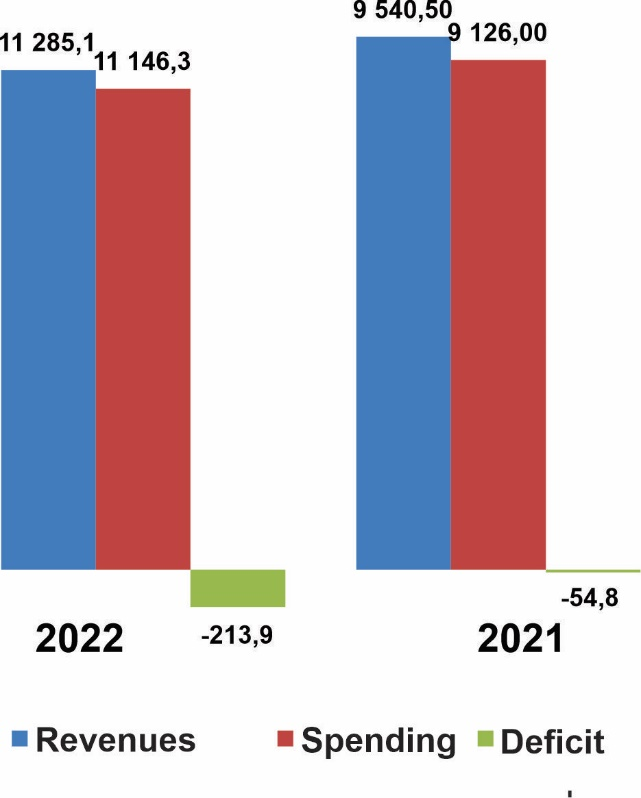 11 285,1
11 146,3
9 540,50
9 126,00
-213,9
-54,8
2022
2021
Revenues
Spending
Deficit